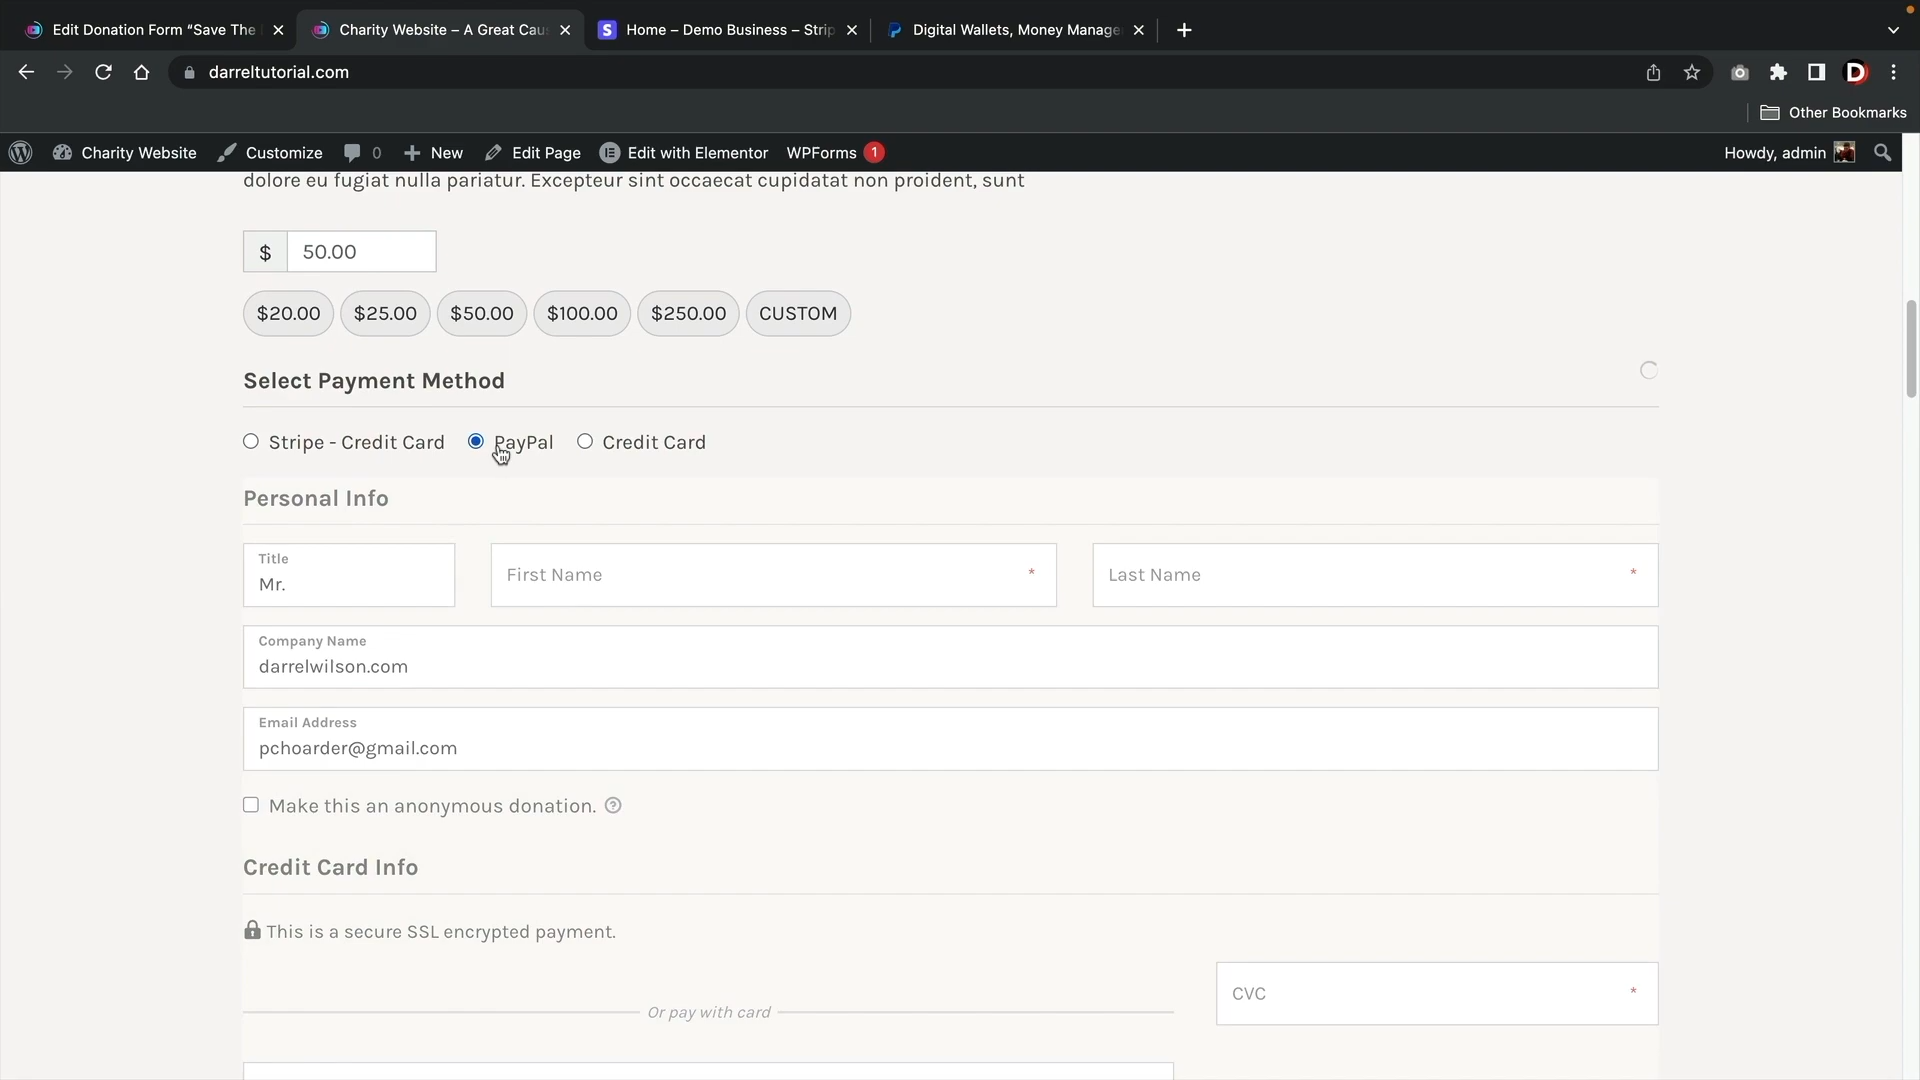 Edit Donation Form “Save The
Charity Website – A Great Cau
Home – Demo Business – Strip
Digital Wallets, Money Manage
darreltutorial.com
Other Bookmarks
Charity Website
Customize
0
New
Edit Page
Edit with Elementor
WPForms 1
Howdy, admin
dolore eu fugiat nulla pariatur. Excepteur sint occaecat cupidatat non proident, sunt
$ 50.00
$20.00 $25.00 $50.00 $100.00 $250.00 CUSTOM
Select Payment Method
Stripe - Credit Card PayPal Credit Card
Personal Info
Title
Mr.
First Name *
Last Name *
Company Name
darrelwilson.com
Email Address
pchoarder@gmail.com
Make this an anonymous donation. ?
Credit Card Info
This is a secure SSL encrypted payment.
CVC *
Or pay with card